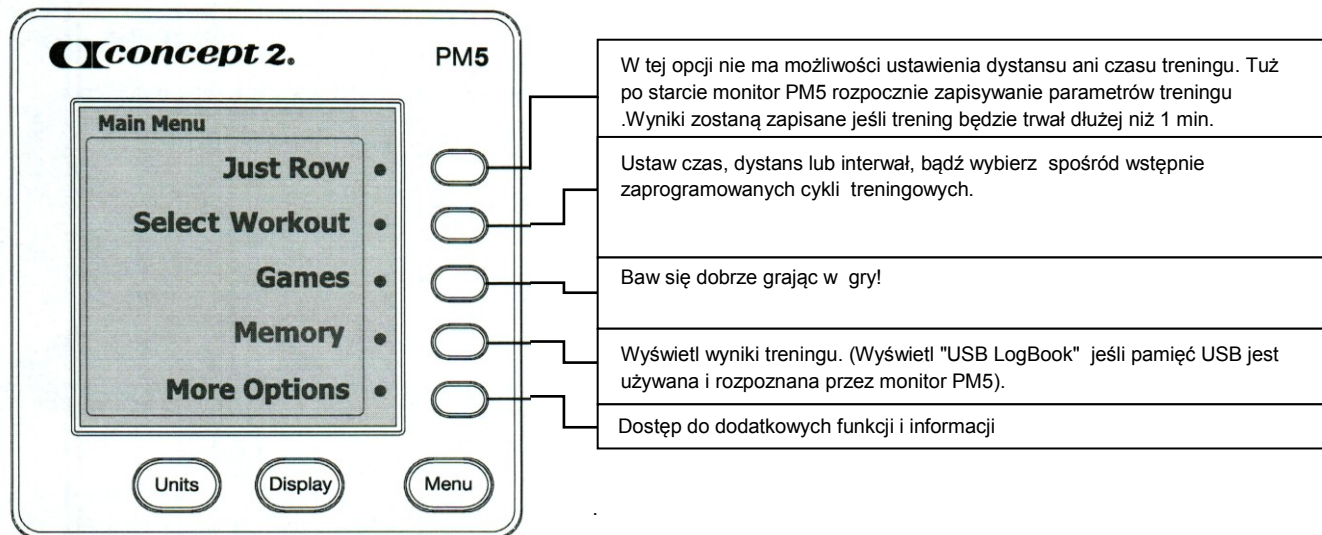 concept 2.
PM5
Main Menu
Just Row
Select Workout
Games
Memory
More Options
Units
Display
Menu
W tej opcji nie ma możliwości ustawienia dystansu ani czasu treningu. Tuż
po starcie monitor PM5 rozpocznie zapisywanie parametrów treningu
.Wyniki zostaną zapisane jeśli trening będzie trwał dłużej niż 1 min.
Ustaw czas, dystans lub interwał, bądź wybierz spośród wstępnie
zaprogramowanych cykli treningowych.
Baw się dobrze grając w gry!
Wyświetl wyniki treningu. (Wyświetl "USB LogBook" jeśli pamięć USB jest
używana i rozpoznana przez monitor PM5).
Dostęp do dodatkowych funkcji i informacji
.